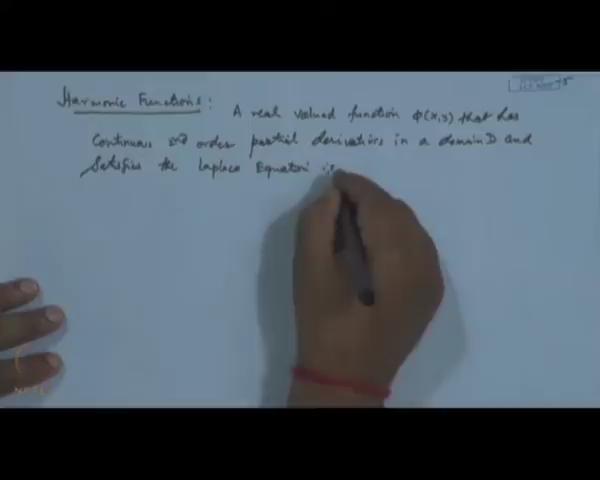 Harmonic Functions: A real valued function φ(x,y) that has
Continuous 2nd order partial derivatives in a domain D and
Satisfies the Laplace Equation is